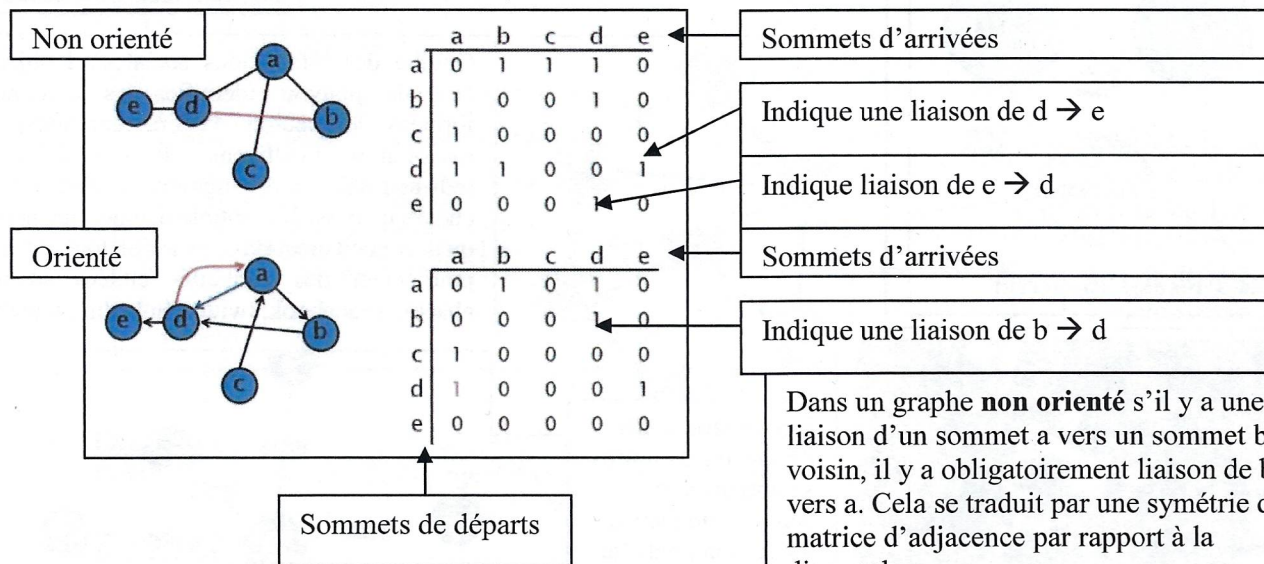 Non orienté
a
e
d
b
c
a b c d e
a 0 1 1 1 0
b 1 0 0 1 0
c 1 0 0 0 0
d 1 1 0 0 1
e 0 0 0 1 0
Sommets d'arrivées
Indique une liaison de d → e
Indique liaison de e → d
Orienté
a
e
d
b
c
a b c d e
a 0 1 0 1 0
b 0 0 0 1 0
c 1 0 0 0 0
d 1 0 0 0 1
e 0 0 0 0 0
Sommets d'arrivées
Indique une liaison de b → d
Sommets de départs
Dans un graphe non orienté s'il y a une
liaison d'un sommet a vers un sommet b
voisin, il y a obligatoirement liaison de b
vers a. Cela se traduit par une symétrie
matrice d'adjacence par rapport à la